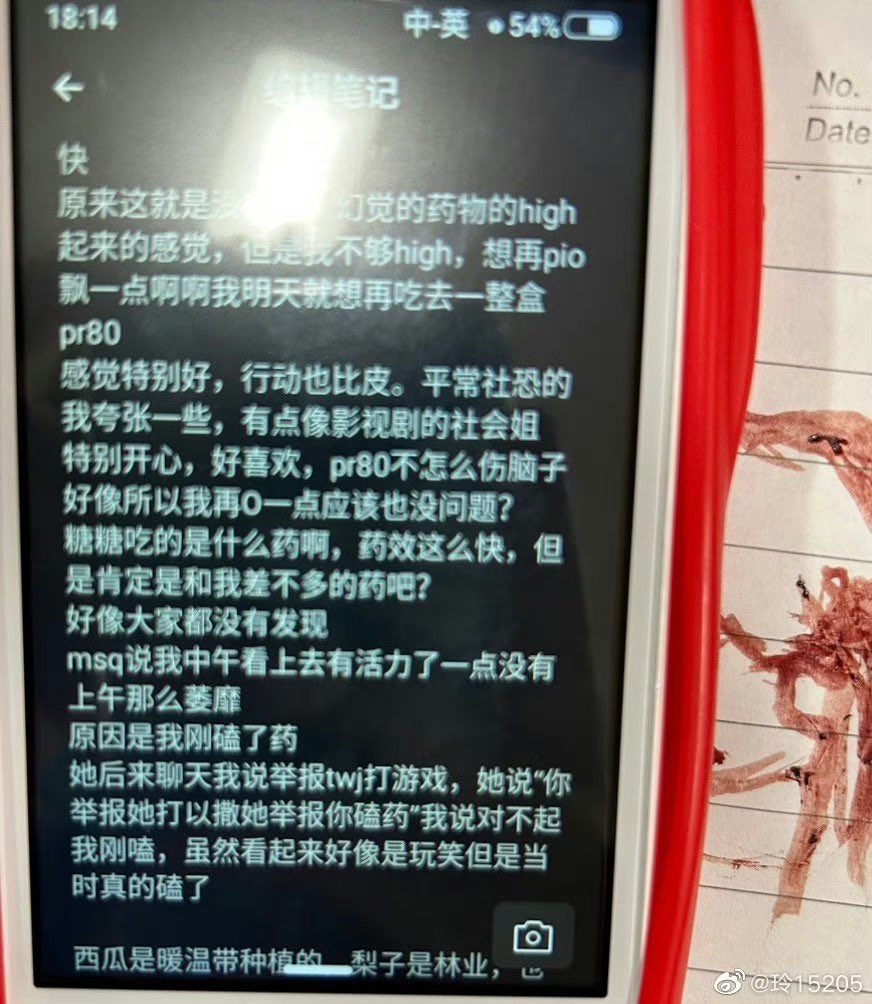 18:14 中-英 54%
编辑笔记
快
原来这就是 幻觉的药物的high
起来的感觉，但是我不够high，想再pio
飘一点啊啊我明天就想再吃去一整盒
pr80
感觉特别好，行动也比皮。平常社恐的
我夸张一些，有点像影视剧的社会姐
特别开心，好喜欢，pr80不怎么伤脑子
好像所以我再O一点应该也没问题？
糖糖吃的是什么药啊，药效这么快，但
是肯定是和我差不多的药吧？
好像大家都没有发现
msq说我中午看上去有活力了一点没有
上午那么萎靡
原因是我刚磕了药
她后来聊天我说举报twj打游戏，她说“你
举报她打以撒她举报你磕药“我说对不起
我刚嗑，虽然看起来好像是玩笑但是当
时真的磕了
西瓜是暖温带种植的 梨子是林业，
No.
Date
@玲15205